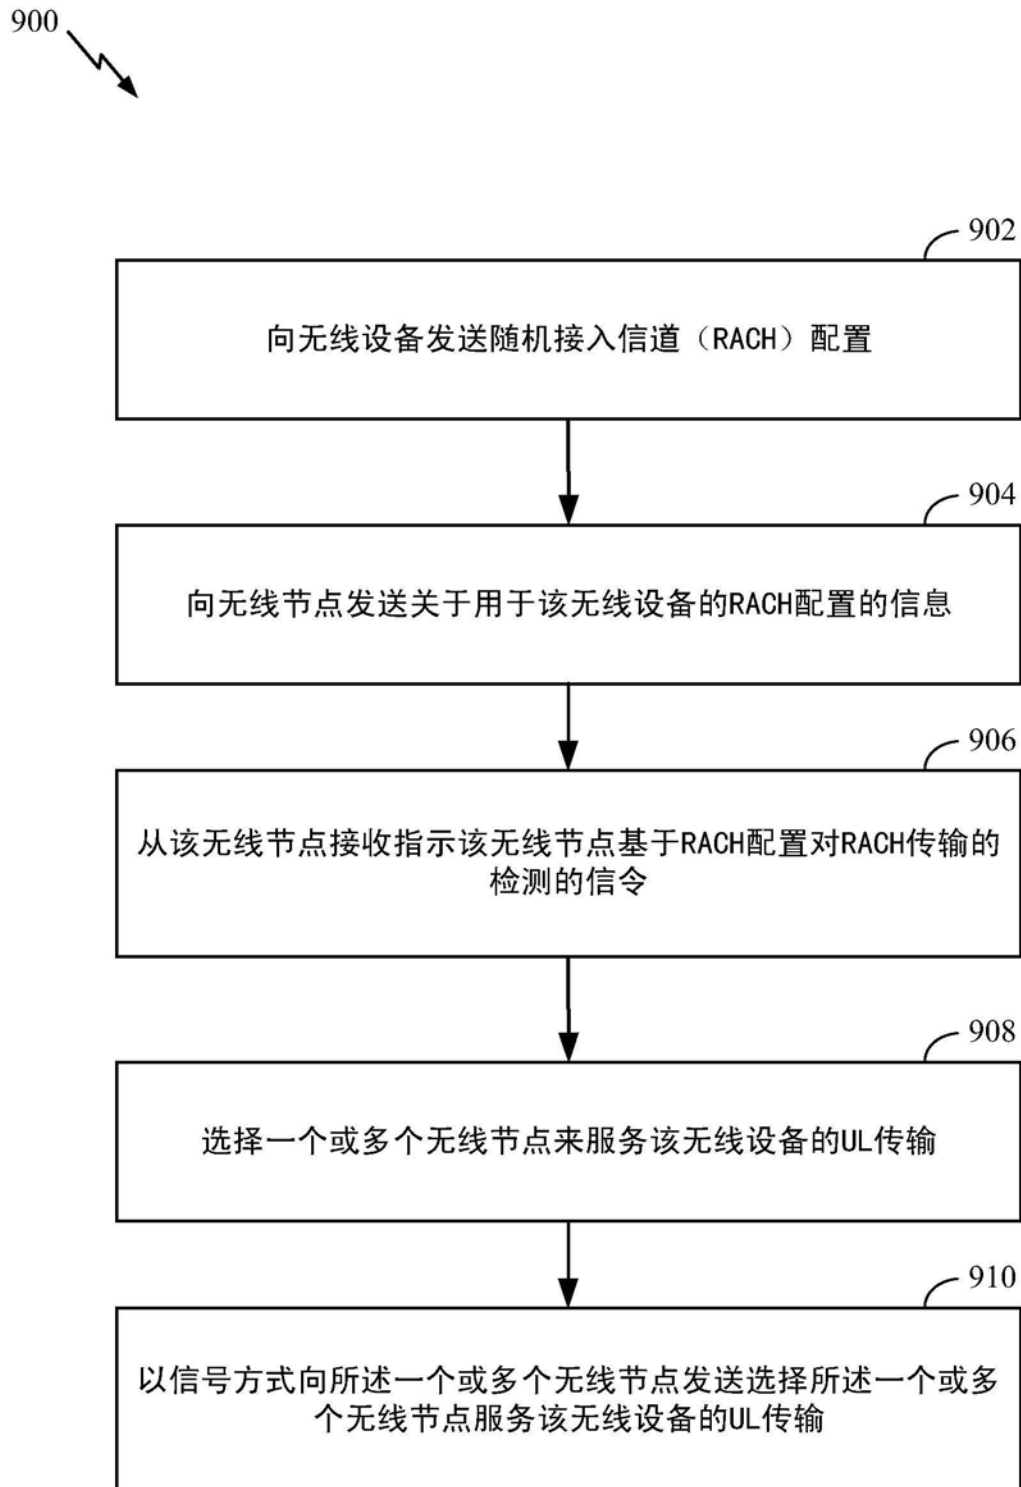 900
902
向无线设备发送随机接入信道（RACH）配置
904
向无线节点发送关于用于该无线设备的RACH配置的信息
906
从该无线节点接收指示该无线节点基于RACH配置对RACH传输的
检测的信令
908
选择一个或多个无线节点来服务该无线设备的UL传输
910
以信号方式向所述一个或多个无线节点发送选择所述一个或多
个无线节点服务该无线设备的UL传输